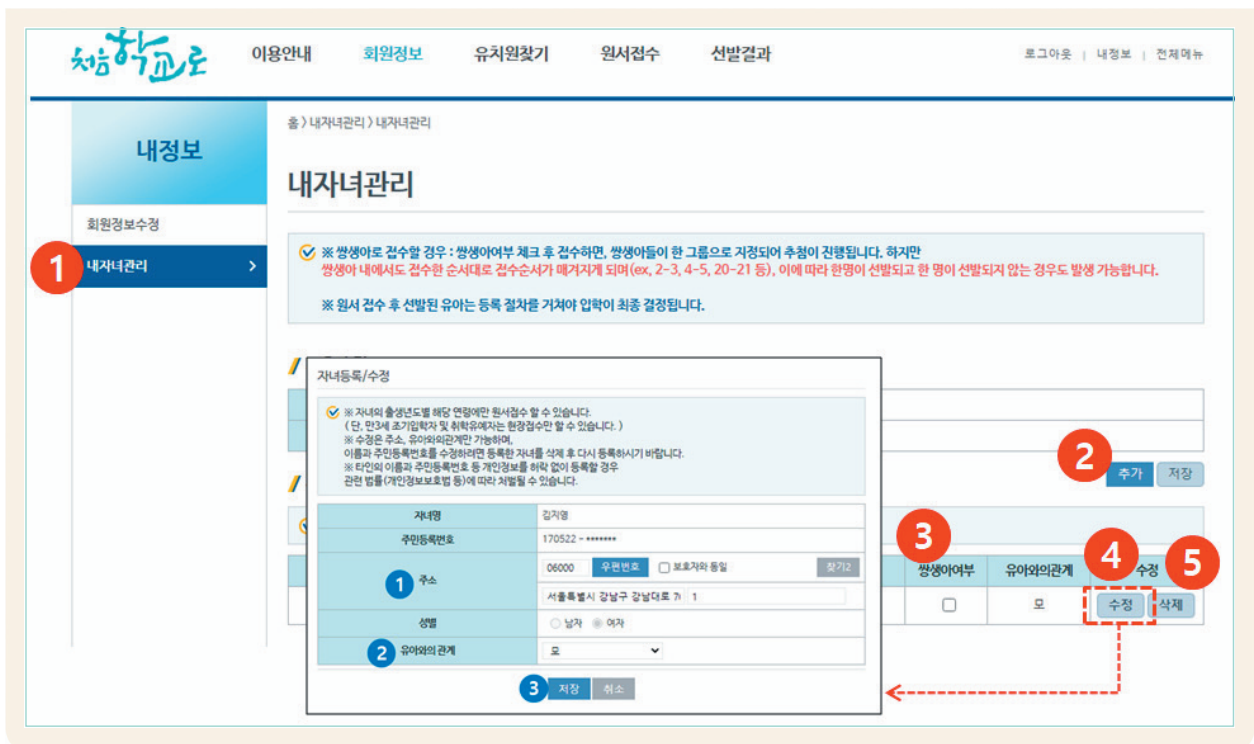 처음학교로
이용안내 회원정보 유치원찾기 원서접수 선발결과
로그아웃 | 내정보 | 전체메뉴
내정보
회원정보수정
1 내자녀관리 >
홈 > 내자녀관리 > 내자녀관리
내자녀관리
※ 쌍생아로 접수할 경우 : 쌍생아여부 체크 후 접수하면, 쌍생아들이 한 그룹으로 지정되어 추첨이 진행됩니다. 하지만
쌍생아 내에서도 접수한 순서대로 접수순서가 매겨지게 되며(ex, 2-3, 4-5, 20-21 등), 이에 따라 한명이 선발되고 한 명이 선발되지 않는 경우도 발생 가능합니다.
※ 원서 접수 후 선발된 유아는 등록 절차를 거쳐야 입학이 최종 결정됩니다.
자녀등록/수정
※ 자녀의 출생년도별 해당 연령에만 원서접수 할 수 있습니다.
( 단, 만3세 조기입학자 및 취학유예자는 현장접수만 할 수 있습니다. )
※ 수정은 주소, 유아와의관계만 가능하며,
이름과 주민등록번호를 수정하려면 등록한 자녀를 삭제 후 다시 등록하시기 바랍니다.
※ 타인의 이름과 주민등록번호 등 개인정보를 허락 없이 등록할 경우
관련 법률(개인정보보호법 등)에 따라 처벌될 수 있습니다.
자녀명 김지영
주민등록번호 170522 - *******
1 주소 06000 우편번호 보호자와 동일 찾기2
서울특별시 강남구 강남대로 7( 1
성별 남자 여자
2 유아와의 관계 모
3 저장 취소
2 추가 저장
3 4 5
쌍생아여부 유아와의관계 수정
모 수정 삭제